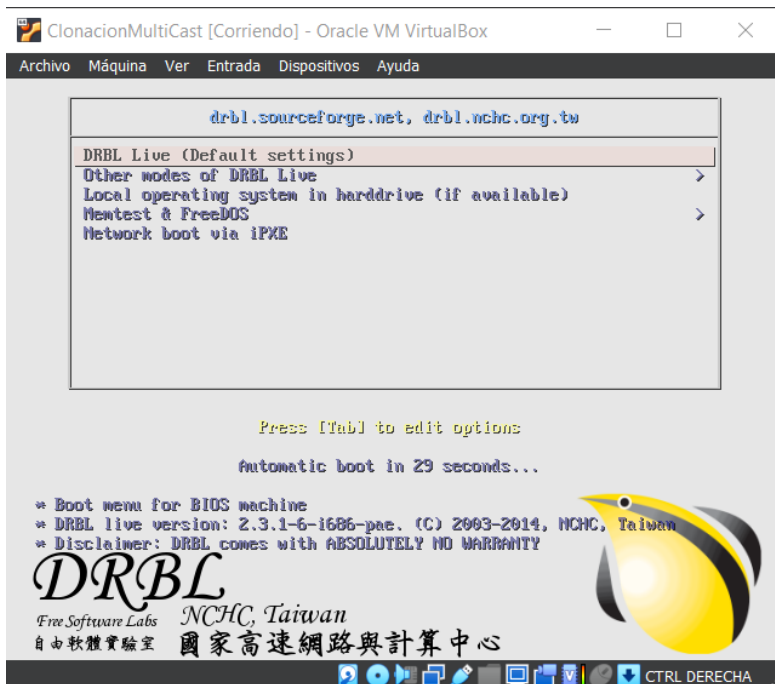 ClonacionMultiCast [Corriendo] - Oracle VM VirtualBox
Archivo Máquina Ver Entrada Dispositivos Ayuda
drbl.sourceforge.net, drbl.nchc.org.tw
DRBL Live (Default settings)
Other modes of DRBL Live >
Local operating system in harddrive (if available)
Memtest & FreeDOS >
Network boot via iPXE
Press [Tab] to edit options
Automatic boot in 29 seconds...
* Boot menu for BIOS machine
* DRBL live version: 2.3.1-6-i686-pae. (C) 2003-2014, NCHC, Taiwan
* Disclaimer: DRBL comes with ABSOLUTELY NO WARRANTY
DRBL
Free Software Labs NCHC, Taiwan
自由軟體實驗室 國家高速網路與計算中心
CTRL DERECHA